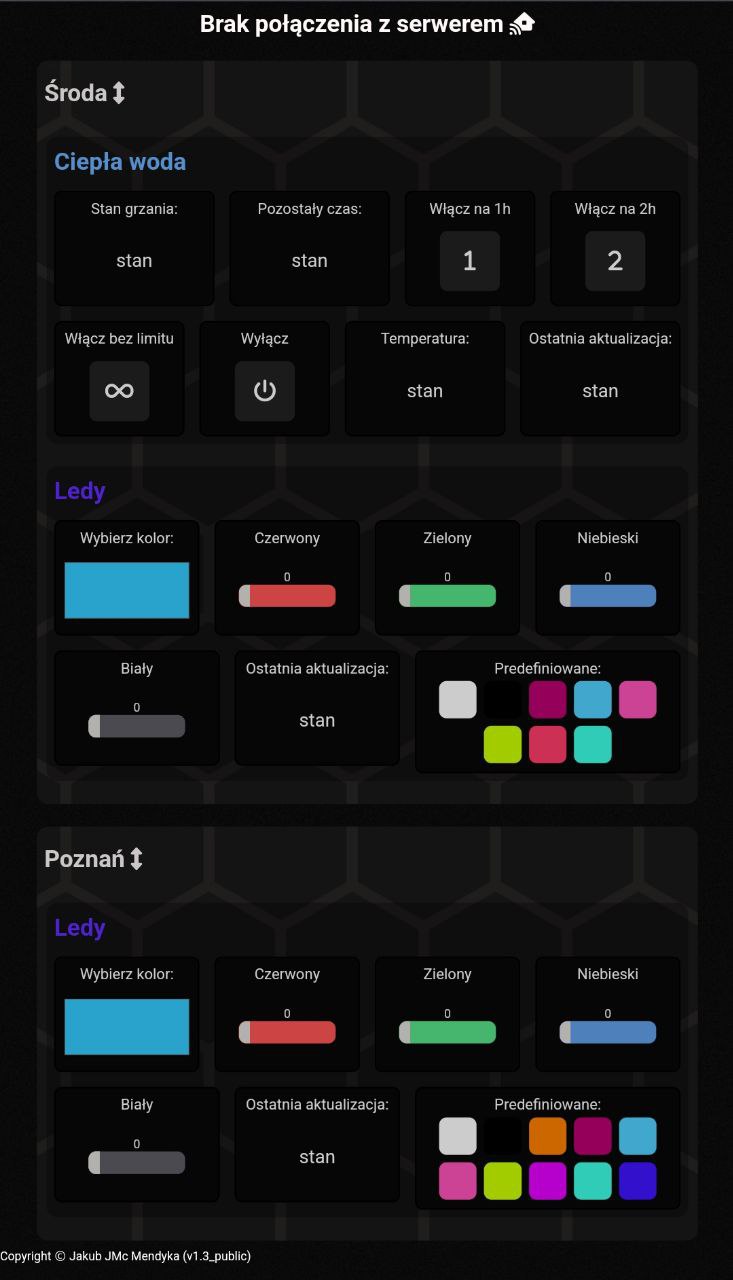 Brak połączenia z serwerem
Środa
Ciepła woda
Stan grzania:
stan
Pozostały czas:
stan
Włącz na 1h
1
Włącz na 2h
2
Włącz bez limitu
∞
Wyłącz
Temperatura:
stan
Ostatnia aktualizacja:
stan
Ledy
Wybierz kolor:
Czerwony
0
Zielony
0
Niebieski
0
Biały
0
Ostatnia aktualizacja:
stan
Predefiniowane:
Poznań
Ledy
Wybierz kolor:
Czerwony
0
Zielony
0
Niebieski
0
Biały
0
Ostatnia aktualizacja:
stan
Predefiniowane:
Copyright © Jakub JMc Mendyka (v1.3_public)